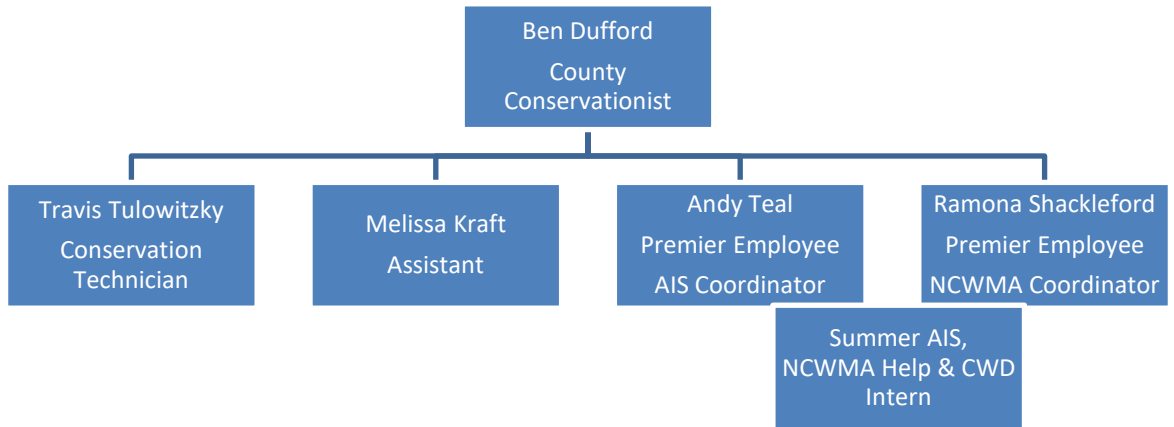 Ben Dufford
County
Conservationist
Travis Tulowitzky
Conservation
Technician
Melissa Kraft
Assistant
Andy Teal
Premier Employee
AIS Coordinator
Ramona Shackleford
Premier Employee
NCWMA Coordinator
Summer AIS,
NCWMA Help & CWD
Intern